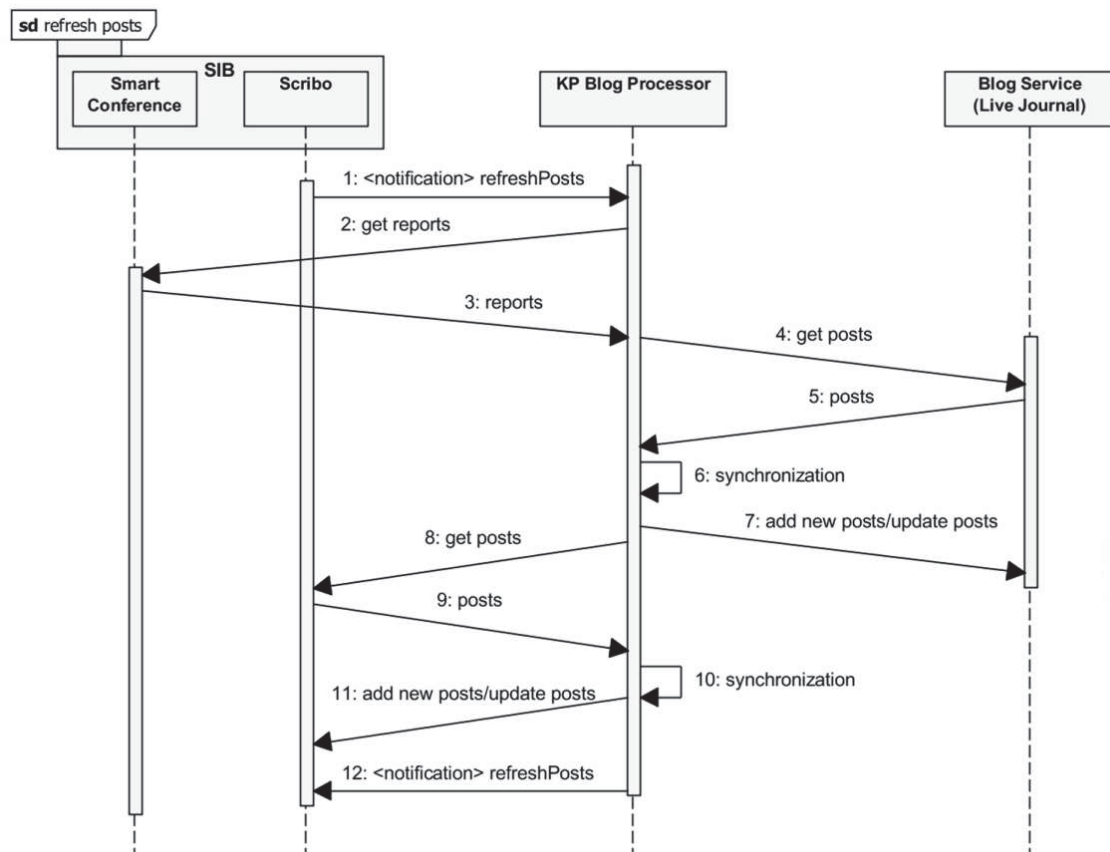 sd refresh posts
SIB
Smart
Conference
Scribo
KP Blog Processor
Blog Service
(Live Journal)
1: <notification> refreshPosts
2: get reports
3: reports
4: get posts
5: posts
6: synchronization
7: add new posts/update posts
8: get posts
9: posts
10: synchronization
11: add new posts/update posts
12: <notification> refreshPosts